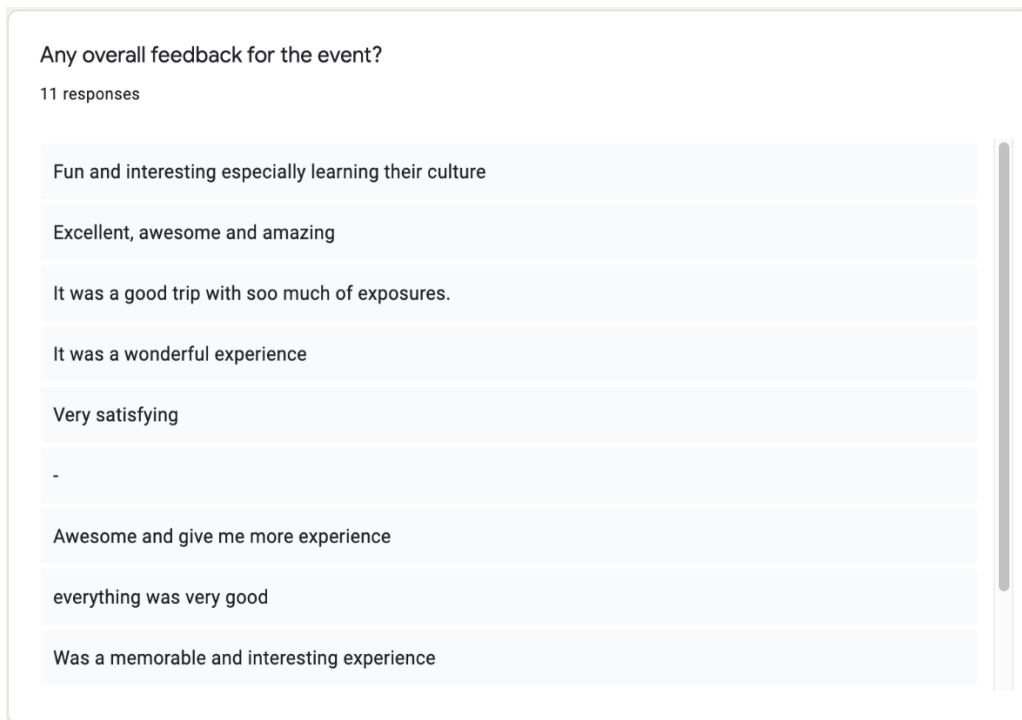 Any overall feedback for the event?
11 responses
Fun and interesting especially learning their culture
Excellent, awesome and amazing
It was a good trip with soo much of exposures.
It was a wonderful experience
Very satisfying
-
Awesome and give me more experience
everything was very good
Was a memorable and interesting experience